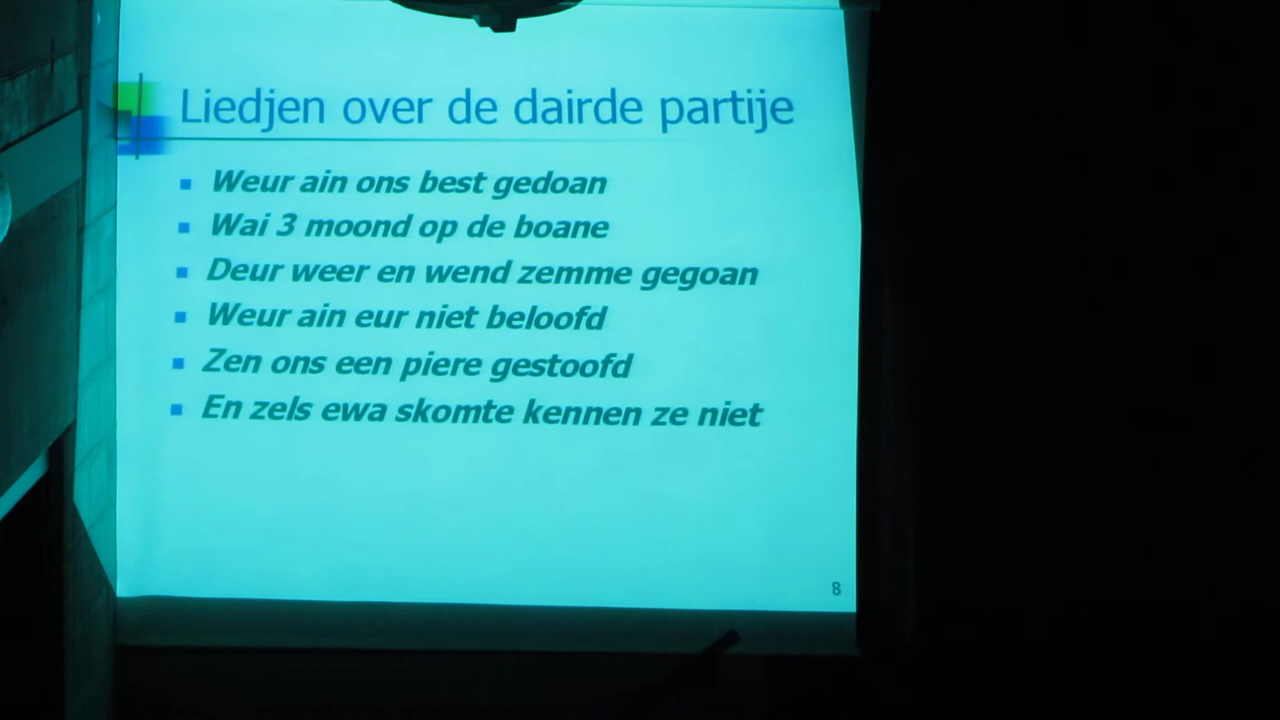 Liedjen over de dairde partije
Weur ain ons best gedoan
Wai 3 moond op de boane
Deur weer en wend zemme gegoan
Weur ain eur niet beloofd
Zen ons een piere gestoofd
En zels ewa skomte kennen ze niet
8